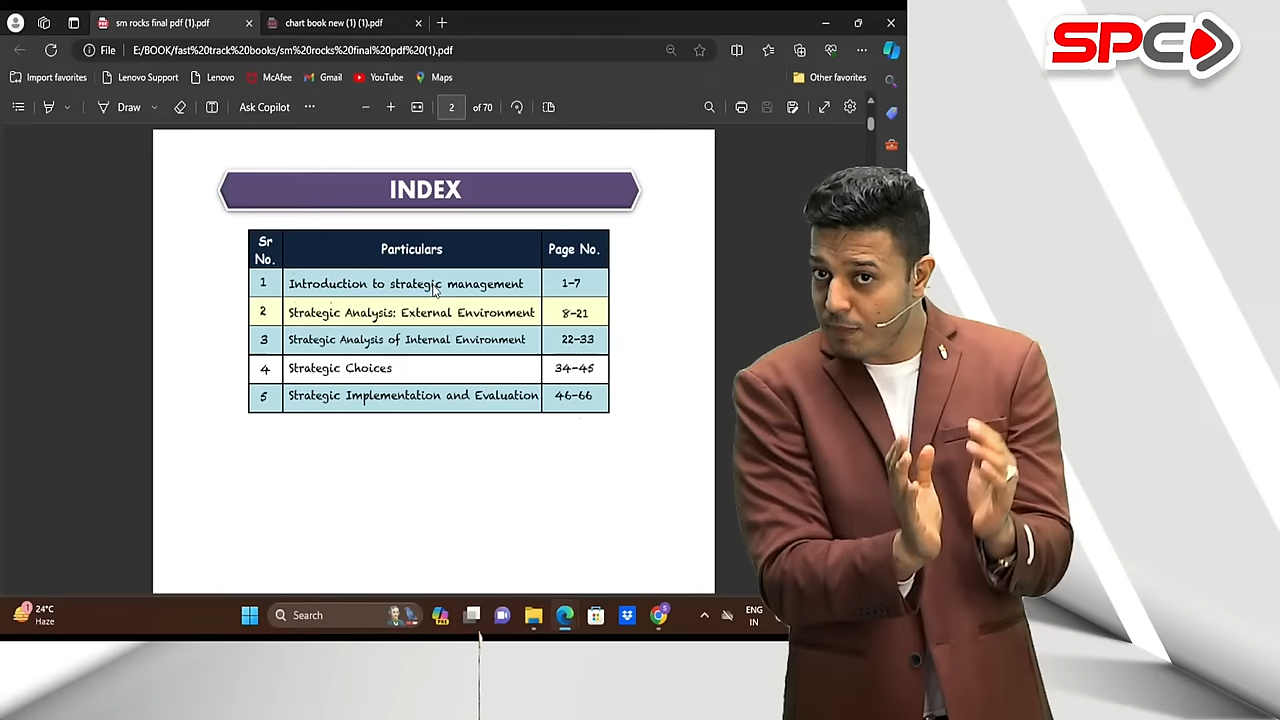 sm rocks final pdf (1).pdf
chart book new (1) (1).pdf
SPC
File
E:/BOOK/fast%20track%20books/sm%20rocks%20final%20pdf%20(1).pdf
Import favorites
Lenovo Support
Lenovo
McAfee
Gmail
YouTube
Maps
Other favorites
Draw
Ask Copilot
2
of 70
INDEX
Sr No. Particulars Page No.
1 Introduction to strategic management 1-7
2 Strategic Analysis: External Environment 8-21
3 Strategic Analysis of Internal Environment 22-33
4 Strategic Choices 34-45
5 Strategic Implementation and Evaluation 46-66
1
24°C
Haze
Search
ENG
IN